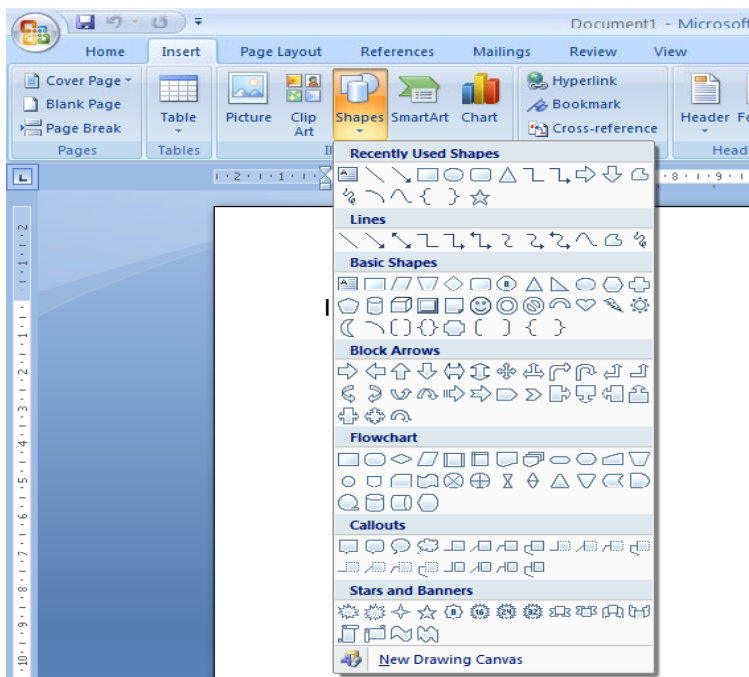 Document1 - Microsoft
Home Insert Page Layout References Mailings Review View
Cover Page
Blank Page
Page Break
Table
Picture
Clip
Art
Shapes
SmartArt
Chart
Hyperlink
Bookmark
Cross-reference
Header
Pages Tables Head
Recently Used Shapes
Lines
Basic Shapes
Block Arrows
Flowchart
Callouts
Stars and Banners
New Drawing Canvas